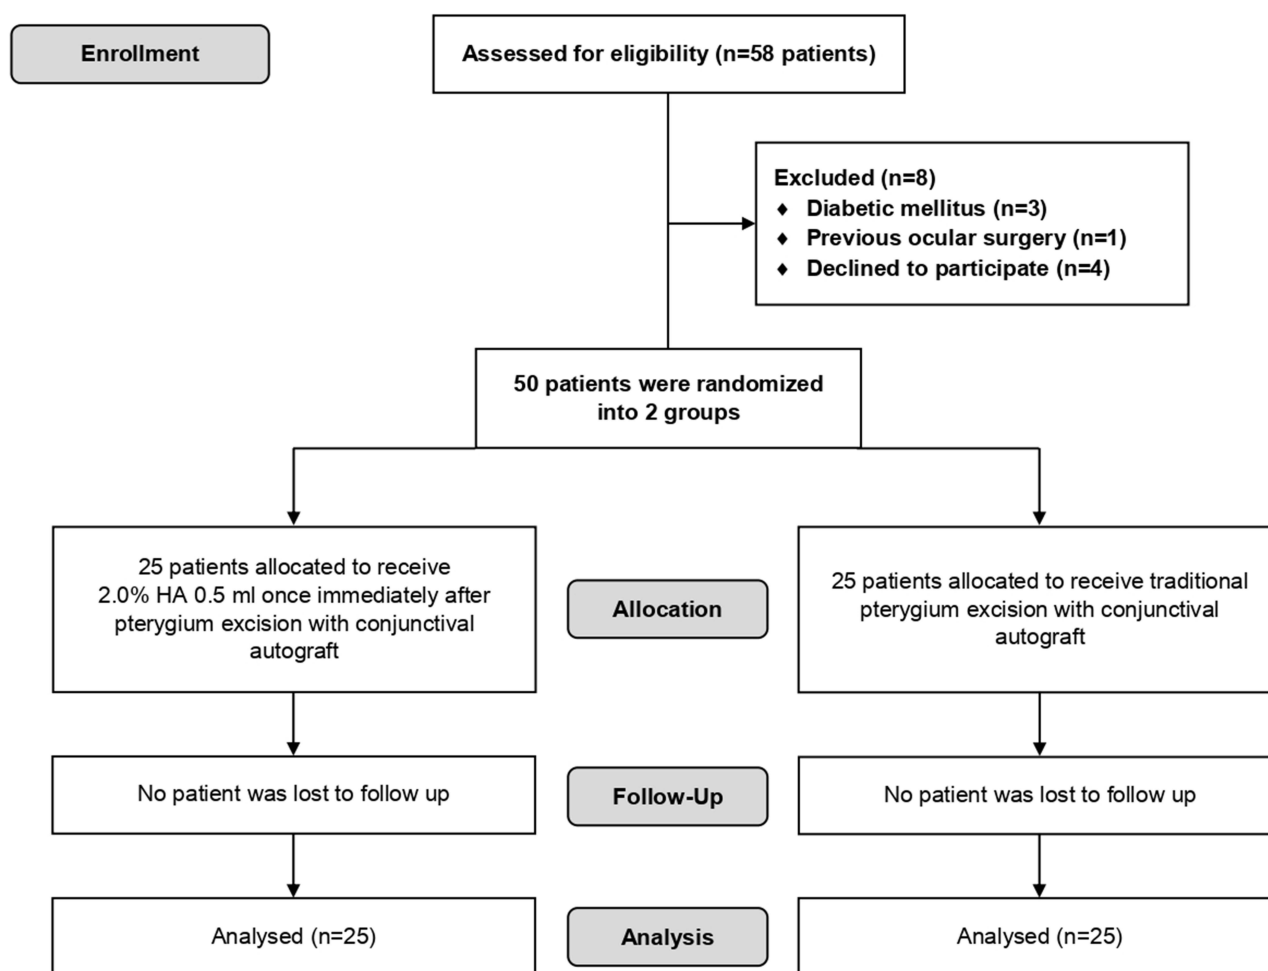 Enrollment
Assessed for eligibility (n=58 patients)
Excluded (n=8)
♦ Diabetic mellitus (n=3)
♦ Previous ocular surgery (n=1)
♦ Declined to participate (n=4)
50 patients were randomized
into 2 groups
25 patients allocated to receive
2.0% HA 0.5 ml once immediately after
pterygium excision with conjunctival
autograft
Allocation
25 patients allocated to receive traditional
pterygium excision with conjunctival
autograft
No patient was lost to follow up
Follow-Up
No patient was lost to follow up
Analysed (n=25)
Analysis
Analysed (n=25)